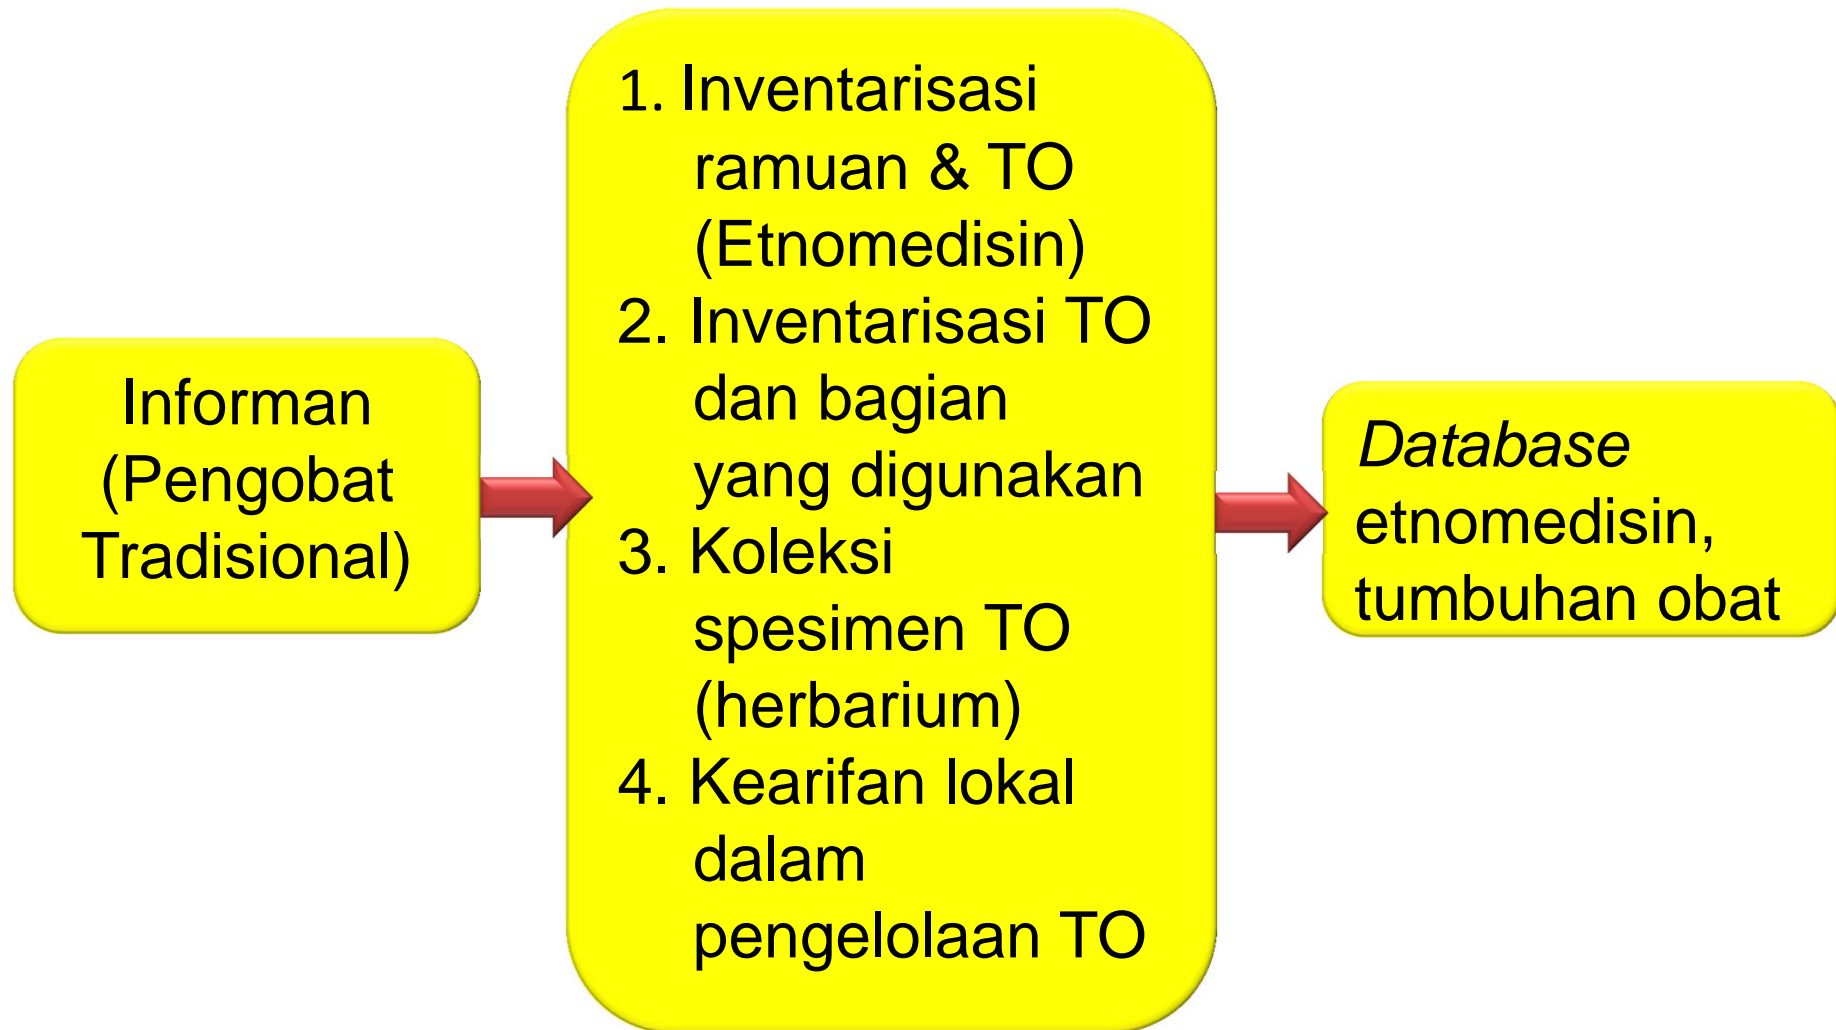 Informan
(Pengobat
Tradisional)
1. Inventarisasi
ramuan & TO
(Etnomedisin)
2. Inventarisasi TO
dan bagian
yang digunakan
3. Koleksi
spesimen TO
(herbarium)
4. Kearifan lokal
dalam
pengelolaan TO
Database
etnomedisin,
tumbuhan obat